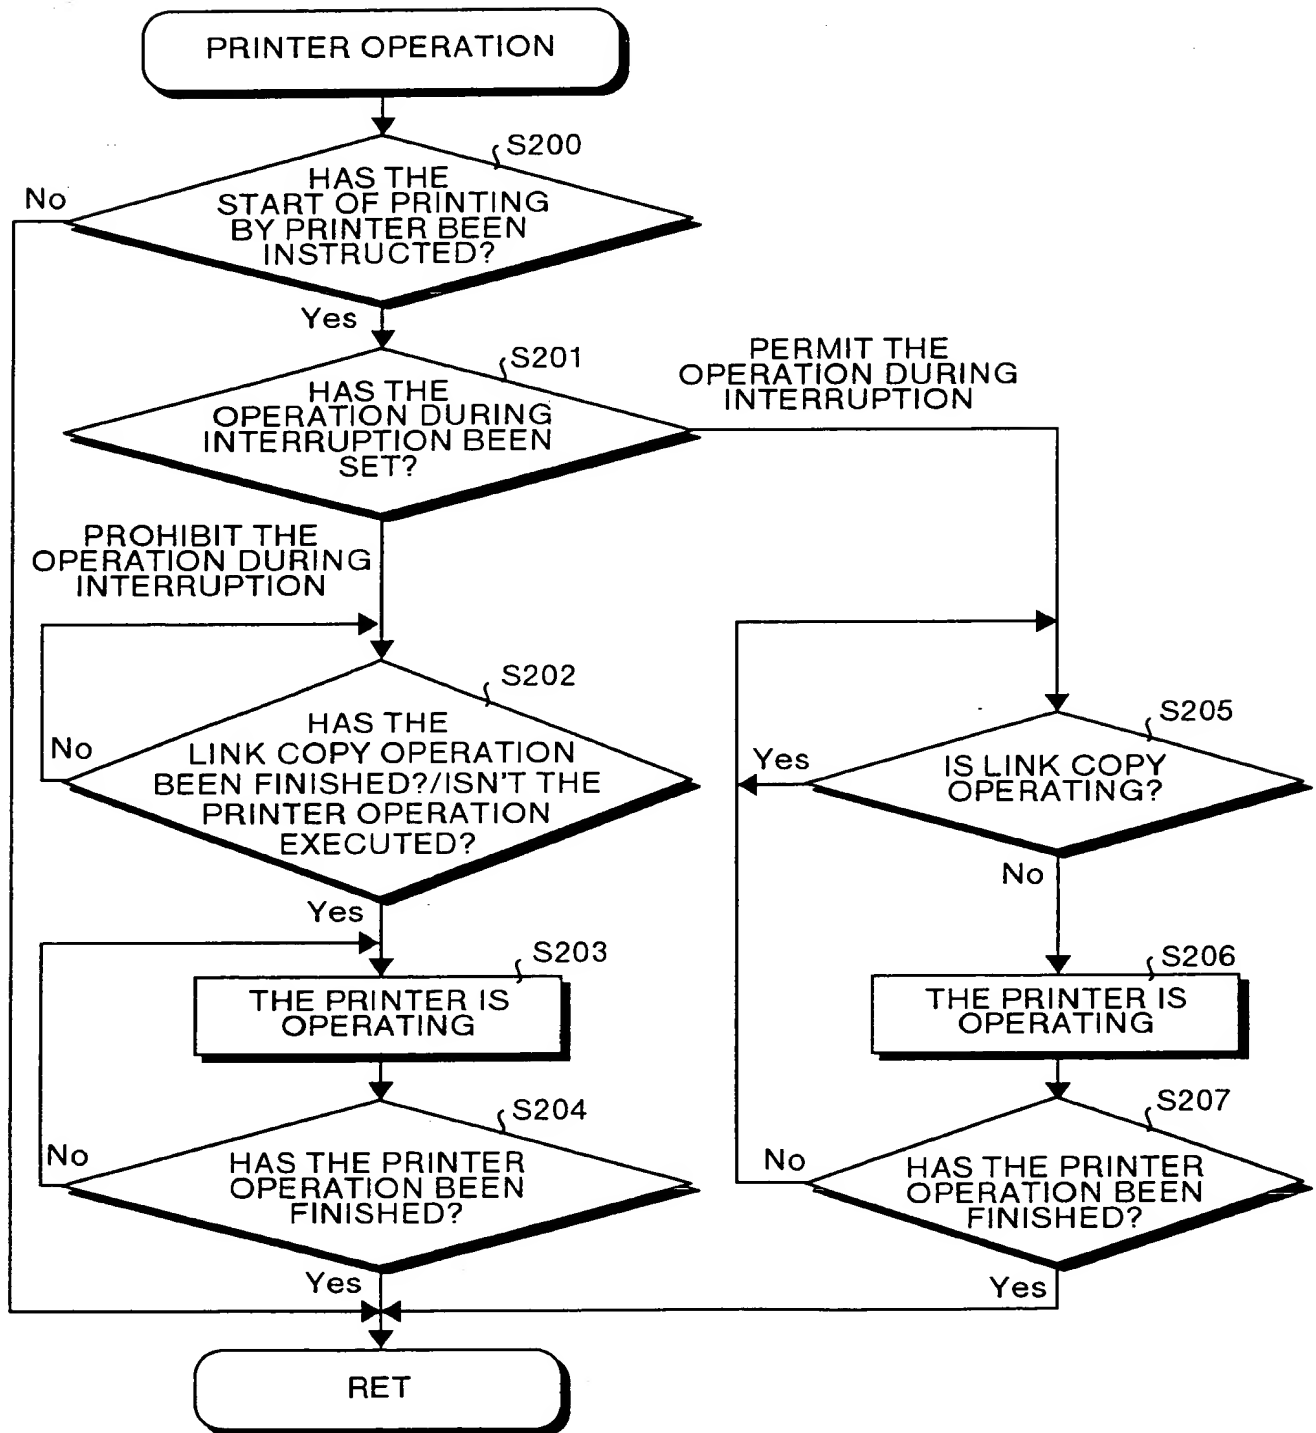 PRINTER OPERATION
S200
No
HAS THE
START OF PRINTING
BY PRINTER BEEN
INSTRUCTED?
Yes
S201
HAS THE
OPERATION DURING
INTERRUPTION BEEN
SET?
PERMIT THE
OPERATION DURING
INTERRUPTION
PROHIBIT THE
OPERATION DURING
INTERRUPTION
S202
No
HAS THE
LINK COPY OPERATION
BEEN FINISHED?/ISN'T THE
PRINTER OPERATION
EXECUTED?
Yes
S205
Yes
IS LINK COPY
OPERATING?
No
S203
THE PRINTER IS
OPERATING
S206
THE PRINTER IS
OPERATING
S204
No
HAS THE PRINTER
OPERATION BEEN
FINISHED?
Yes
S207
No
HAS THE PRINTER
OPERATION BEEN
FINISHED?
Yes
RET